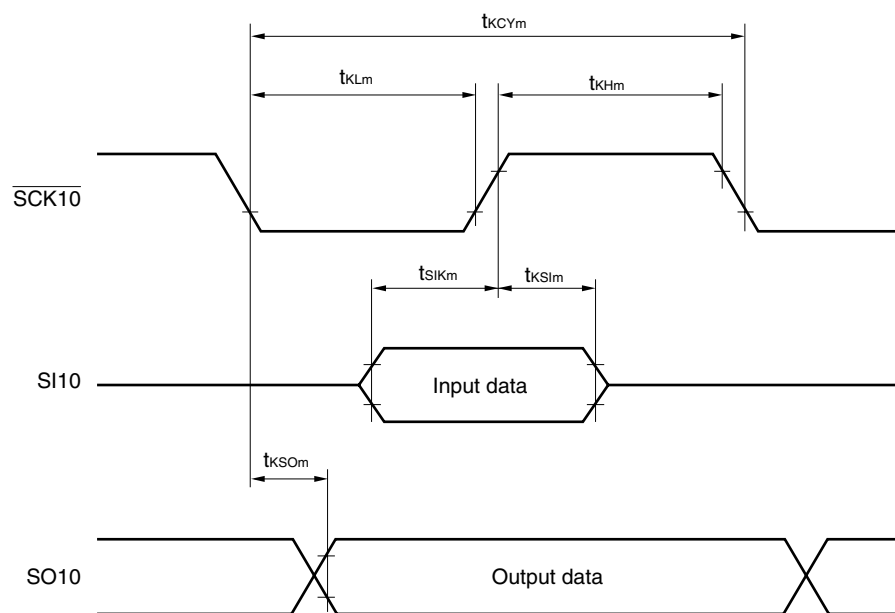 tKCYm
tKLm
tKHm
SCK10
tSIKm
tKSIm
SI10
Input data
tKSOm
SO10
Output data